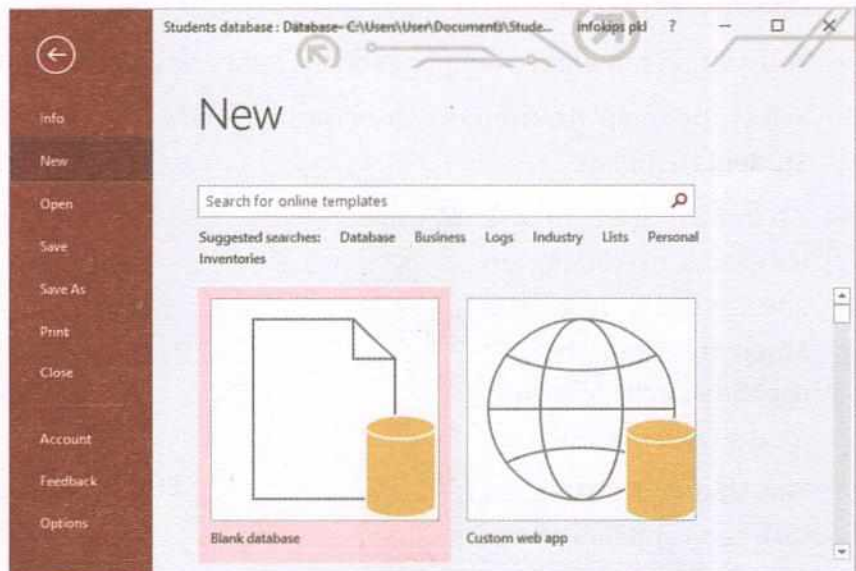 Students database : Database- C:\Users\User\Documents\Stude... infokips pkl ?
Info
New
Open
Save
Save As
Print
Close
Account
Feedback
Options
New
Search for online templates
Suggested searches: Database Business Logs Industry Lists Personal
Inventories
Blank database
Custom web app